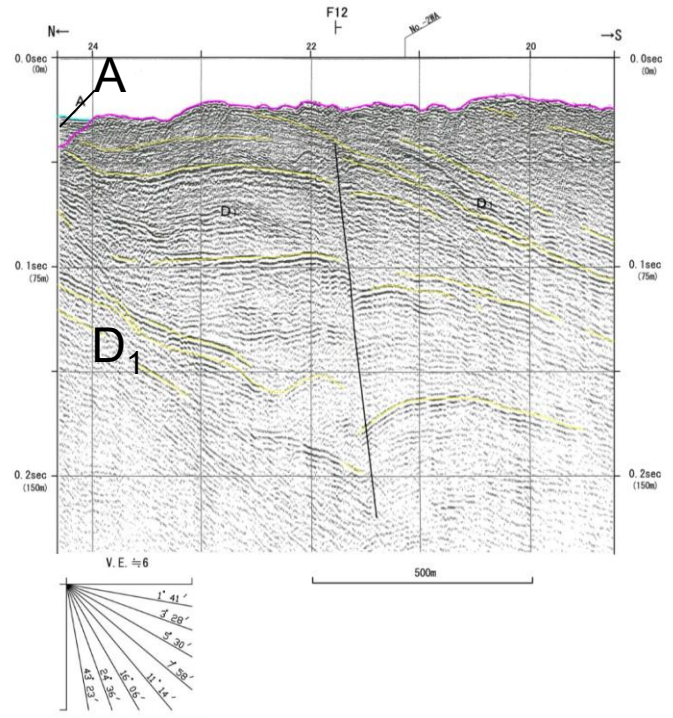 F12
No.-2WA
N←
→S
24
22
20
0.0sec
(0m)
0.0sec
(0m)
A
A
D₁
D₁
0.1sec
(75m)
0.1sec
(75m)
D₁
0.2sec
(150m)
0.2sec
(150m)
V.E.≒6
500m
1° 41′
3° 28′
5° 30′
7° 58′
11° 14′
16° 06′
24° 36′
43° 23′